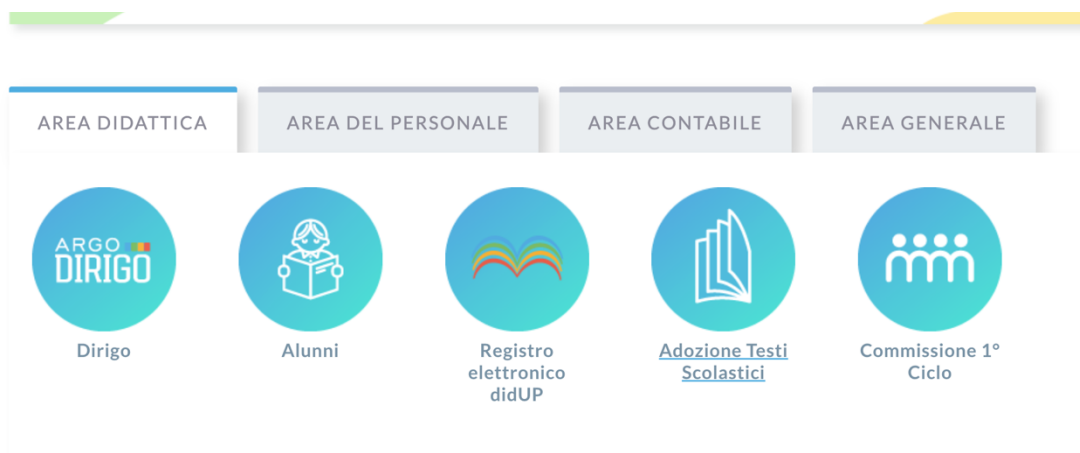 AREA DIDATTICA
AREA DEL PERSONALE
AREA CONTABILE
AREA GENERALE
ARGO
DIRIGO
Dirigo
Alunni
Registro
elettronico
didUP
Adozione Testi
Scolastici
Commissione 1°
Ciclo